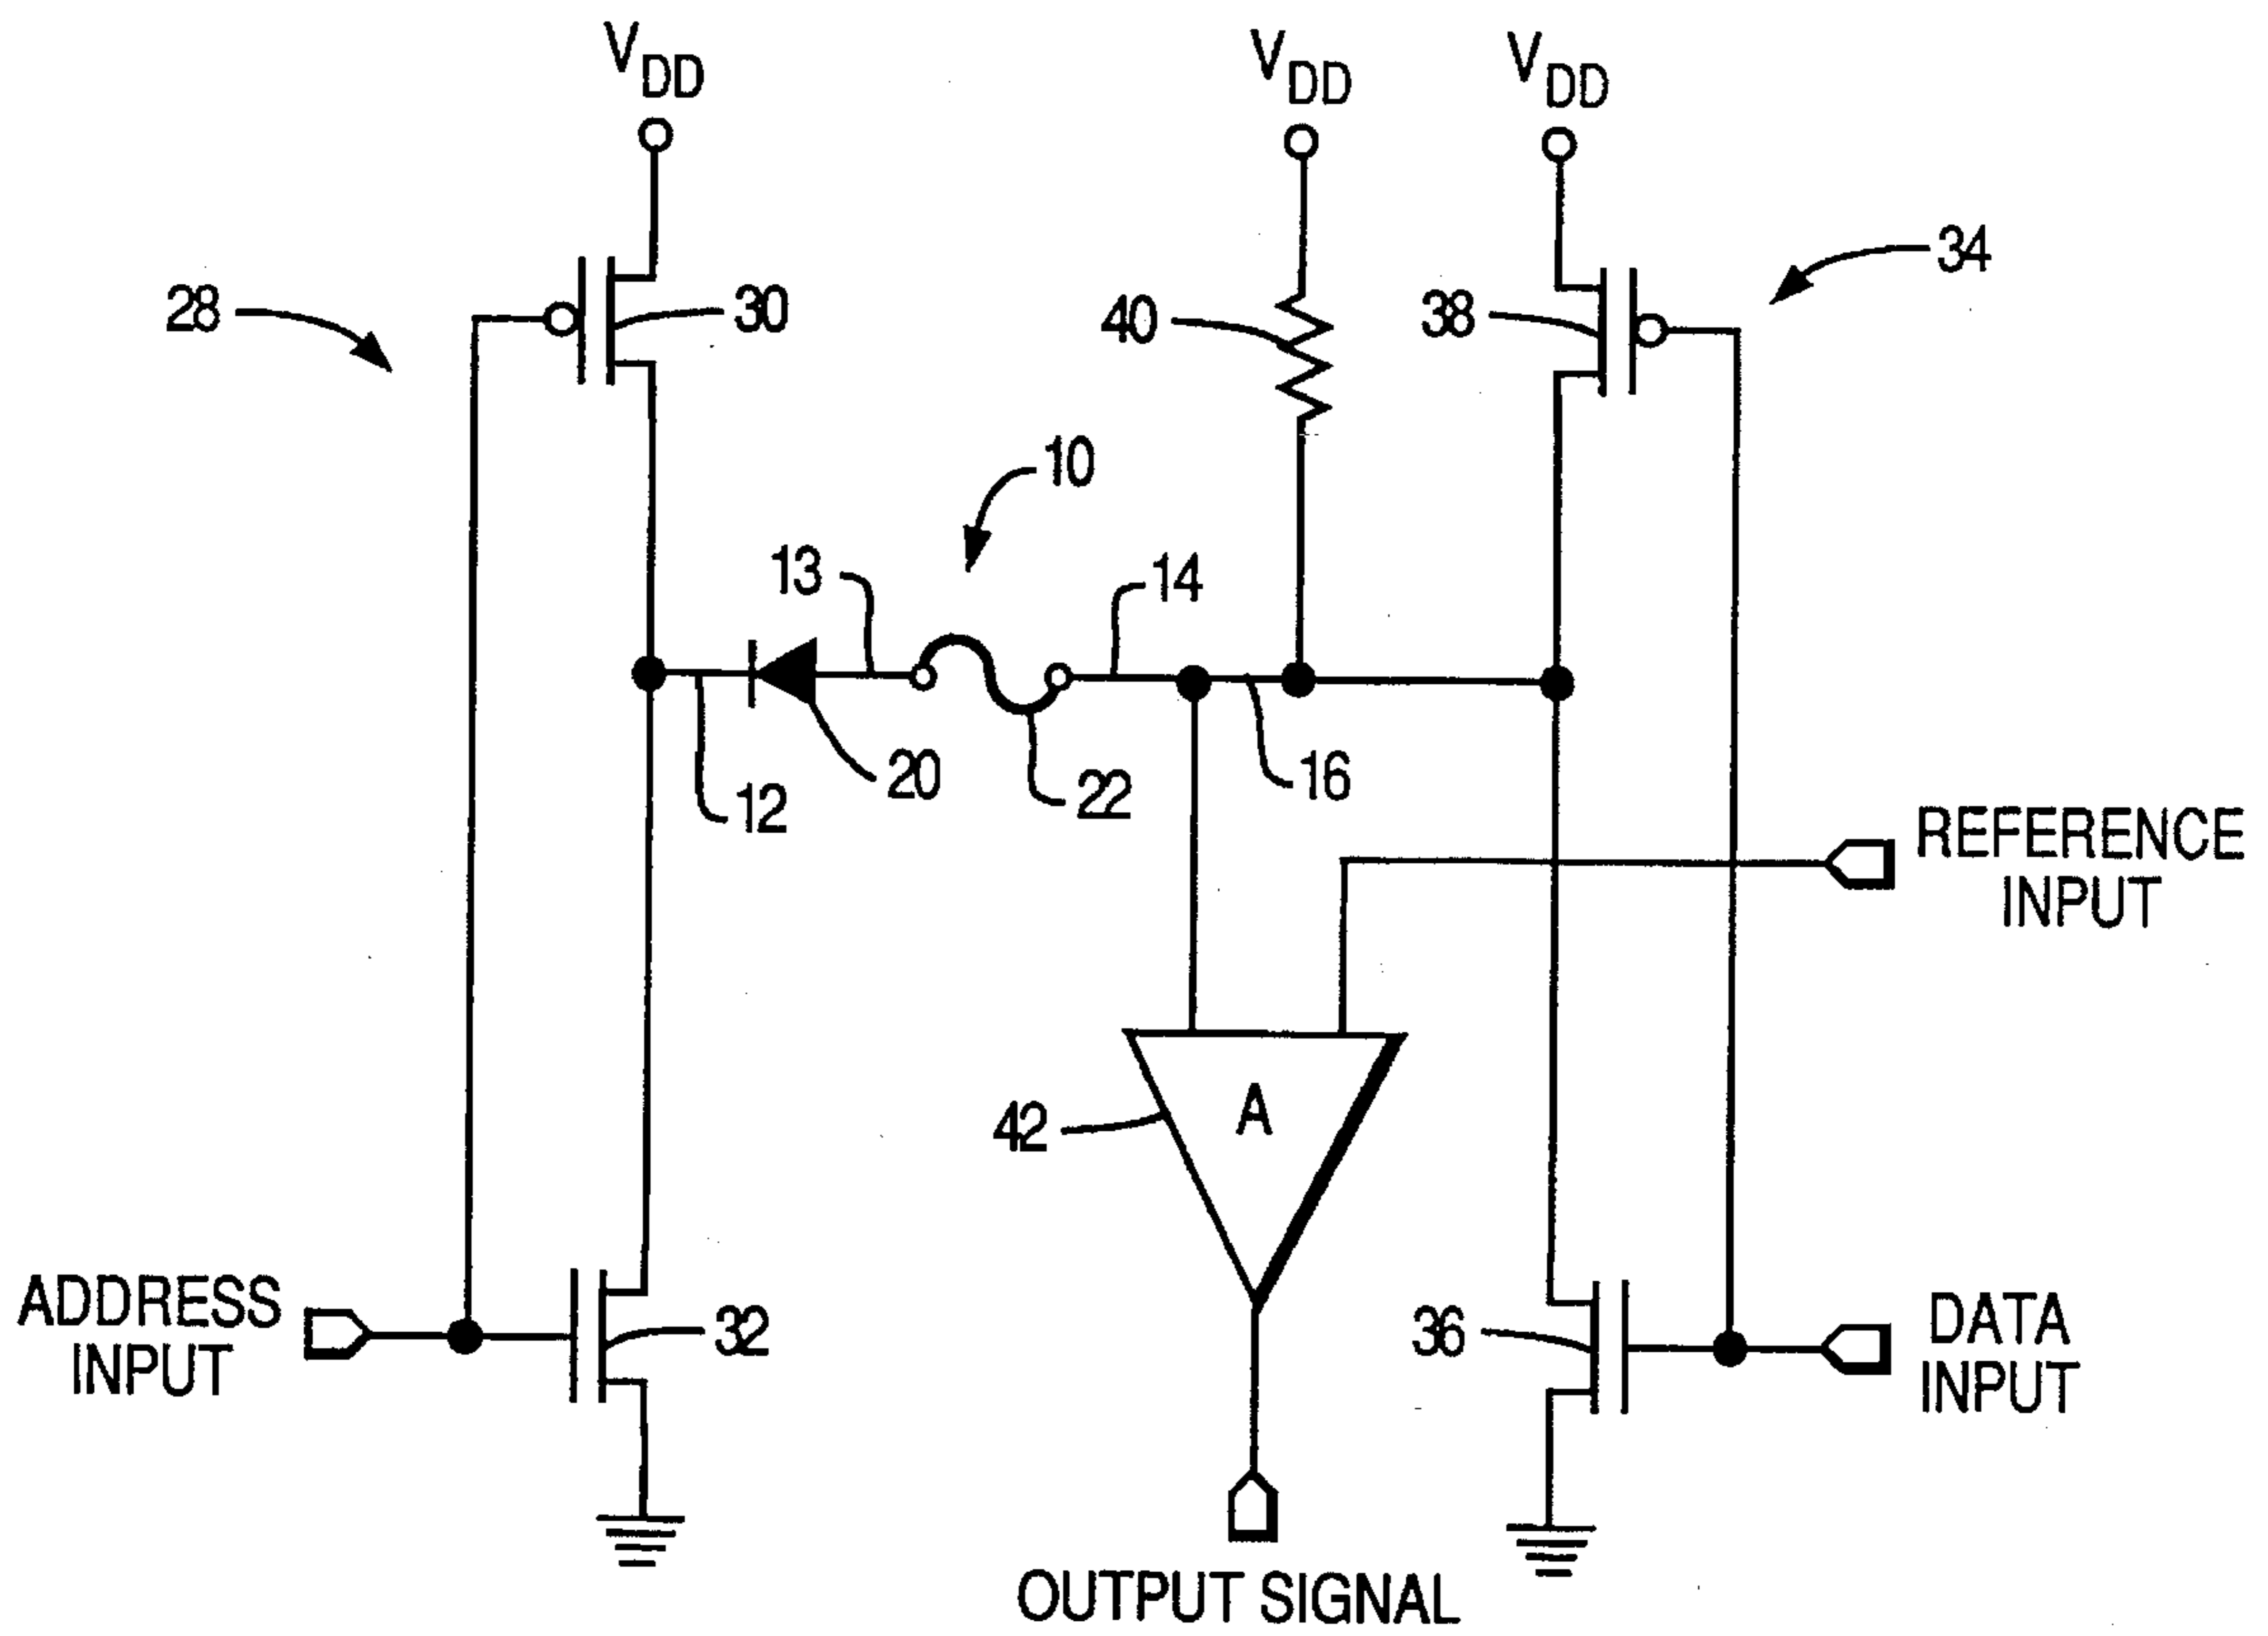 VDD
VDD
VDD
28
30
40
38
34
10
13
14
12
20
22
16
REFERENCE
INPUT
42
A
ADDRESS
INPUT
32
36
DATA
INPUT
OUTPUT SIGNAL